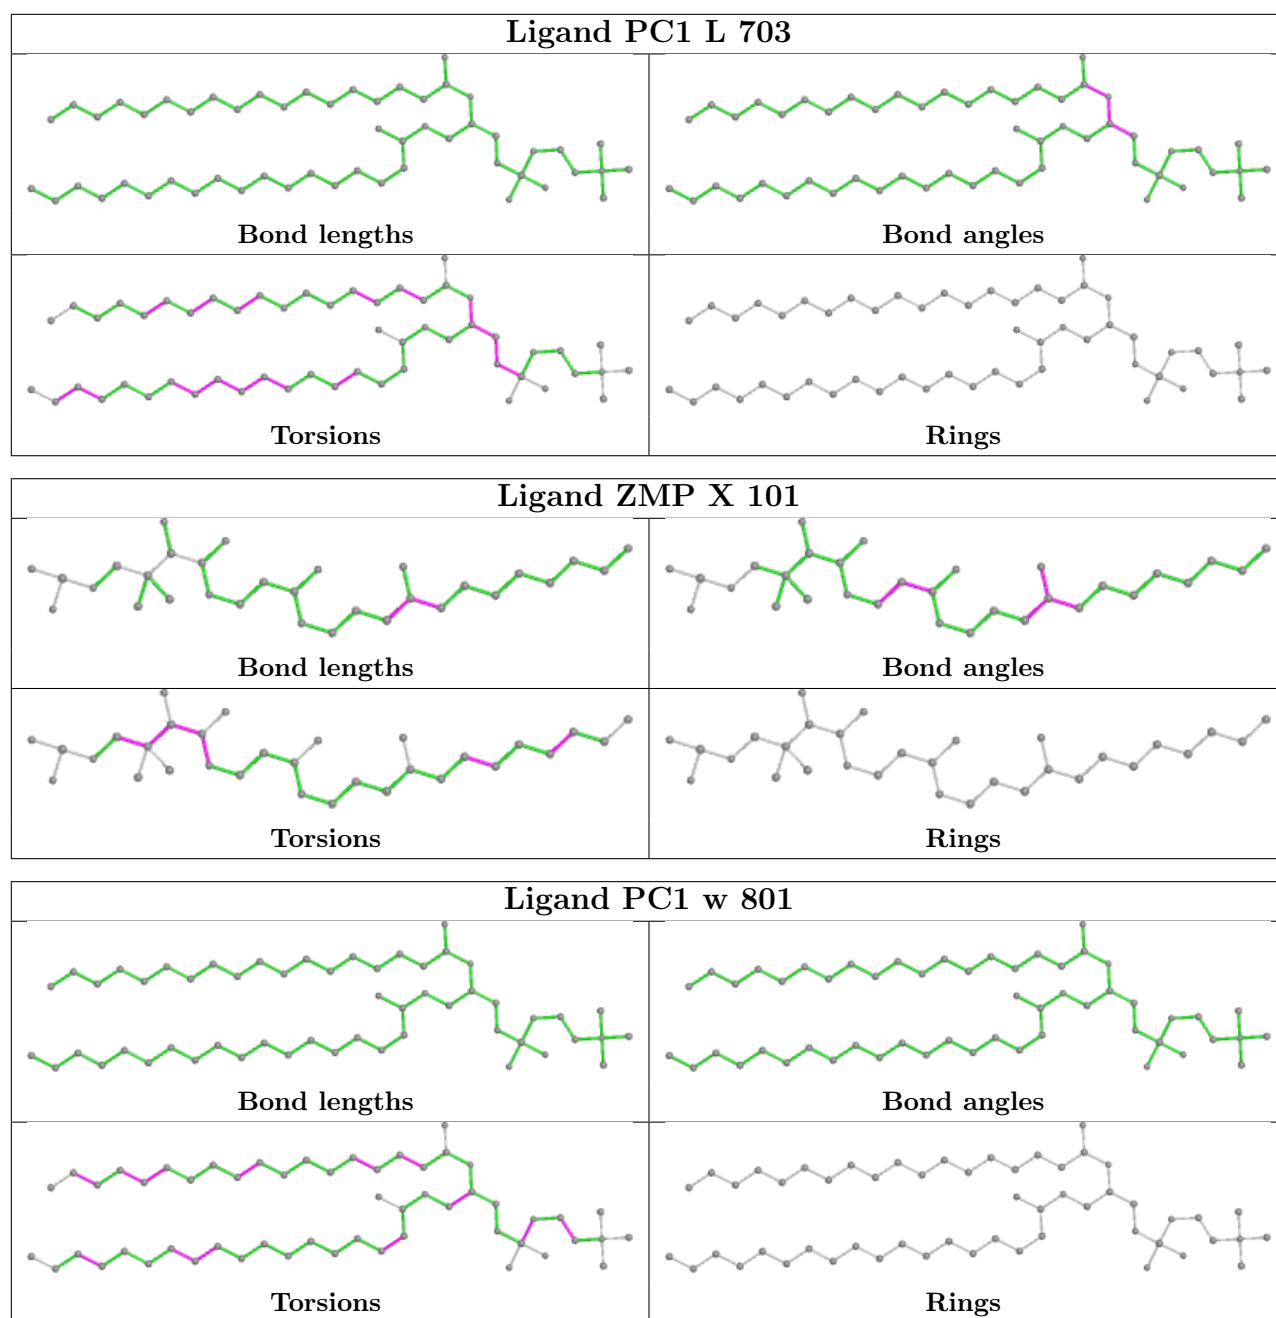 Ligand PC1 L 703
Bond lengths
Bond angles
Torsions
Rings
Ligand ZMP X 101
Bond lengths
Bond angles
Torsions
Rings
Ligand PC1 w 801
Bond lengths
Bond angles
Torsions
Rings